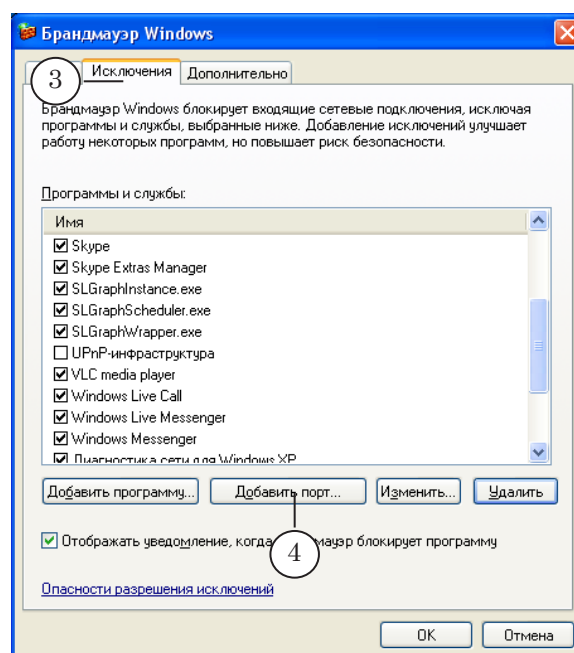 Брандмауэр Windows
3 Исключения Дополнительно
Брандмауэр Windows блокирует входящие сетевые подключения, исключая
программы и службы, выбранные ниже. Добавление исключений улучшает
работу некоторых программ, но повышает риск безопасности.
Программы и службы:
Имя
Skype
Skype Extras Manager
SLGraphInstance.exe
SLGraphScheduler.exe
SLGraphWrapper.exe
UPnP-инфраструктура
VLC media player
Windows Live Call
Windows Live Messenger
Windows Messenger
Диагностика сети для Windows XP
Добавить программу... Добавить порт... Изменить... Удалить
Отображать уведомление, когда блокирует программу
4
Опасности разрешения исключений
OK Отмена